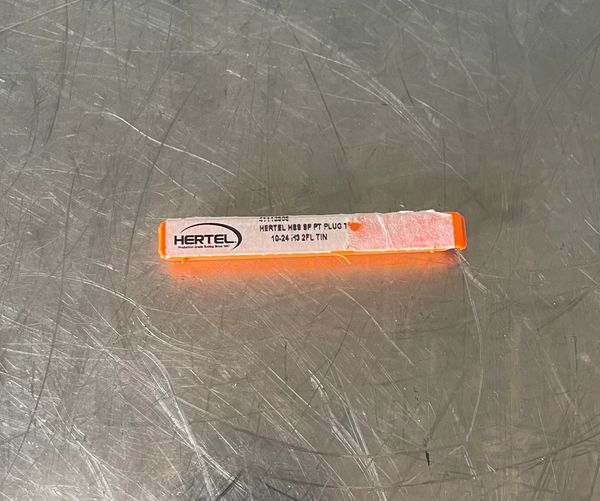 HERTEL
HERTEL HSS SP PT PLUG T
10-24 H3 2FL TIN